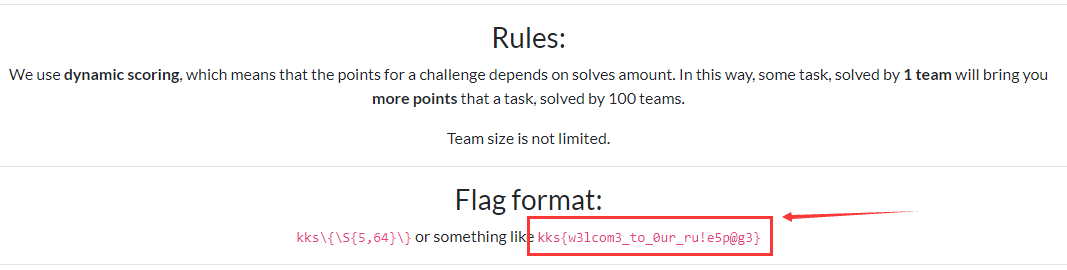 Rules:
We use dynamic scoring, which means that the points for a challenge depends on solves amount. In this way, some task, solved by 1 team will bring you
more points that a task, solved by 100 teams.
Team size is not limited.
Flag format:
kks\{\S{5,64}\} or something like kks{w3lcom3_to_0ur_ru!e5p@g3}